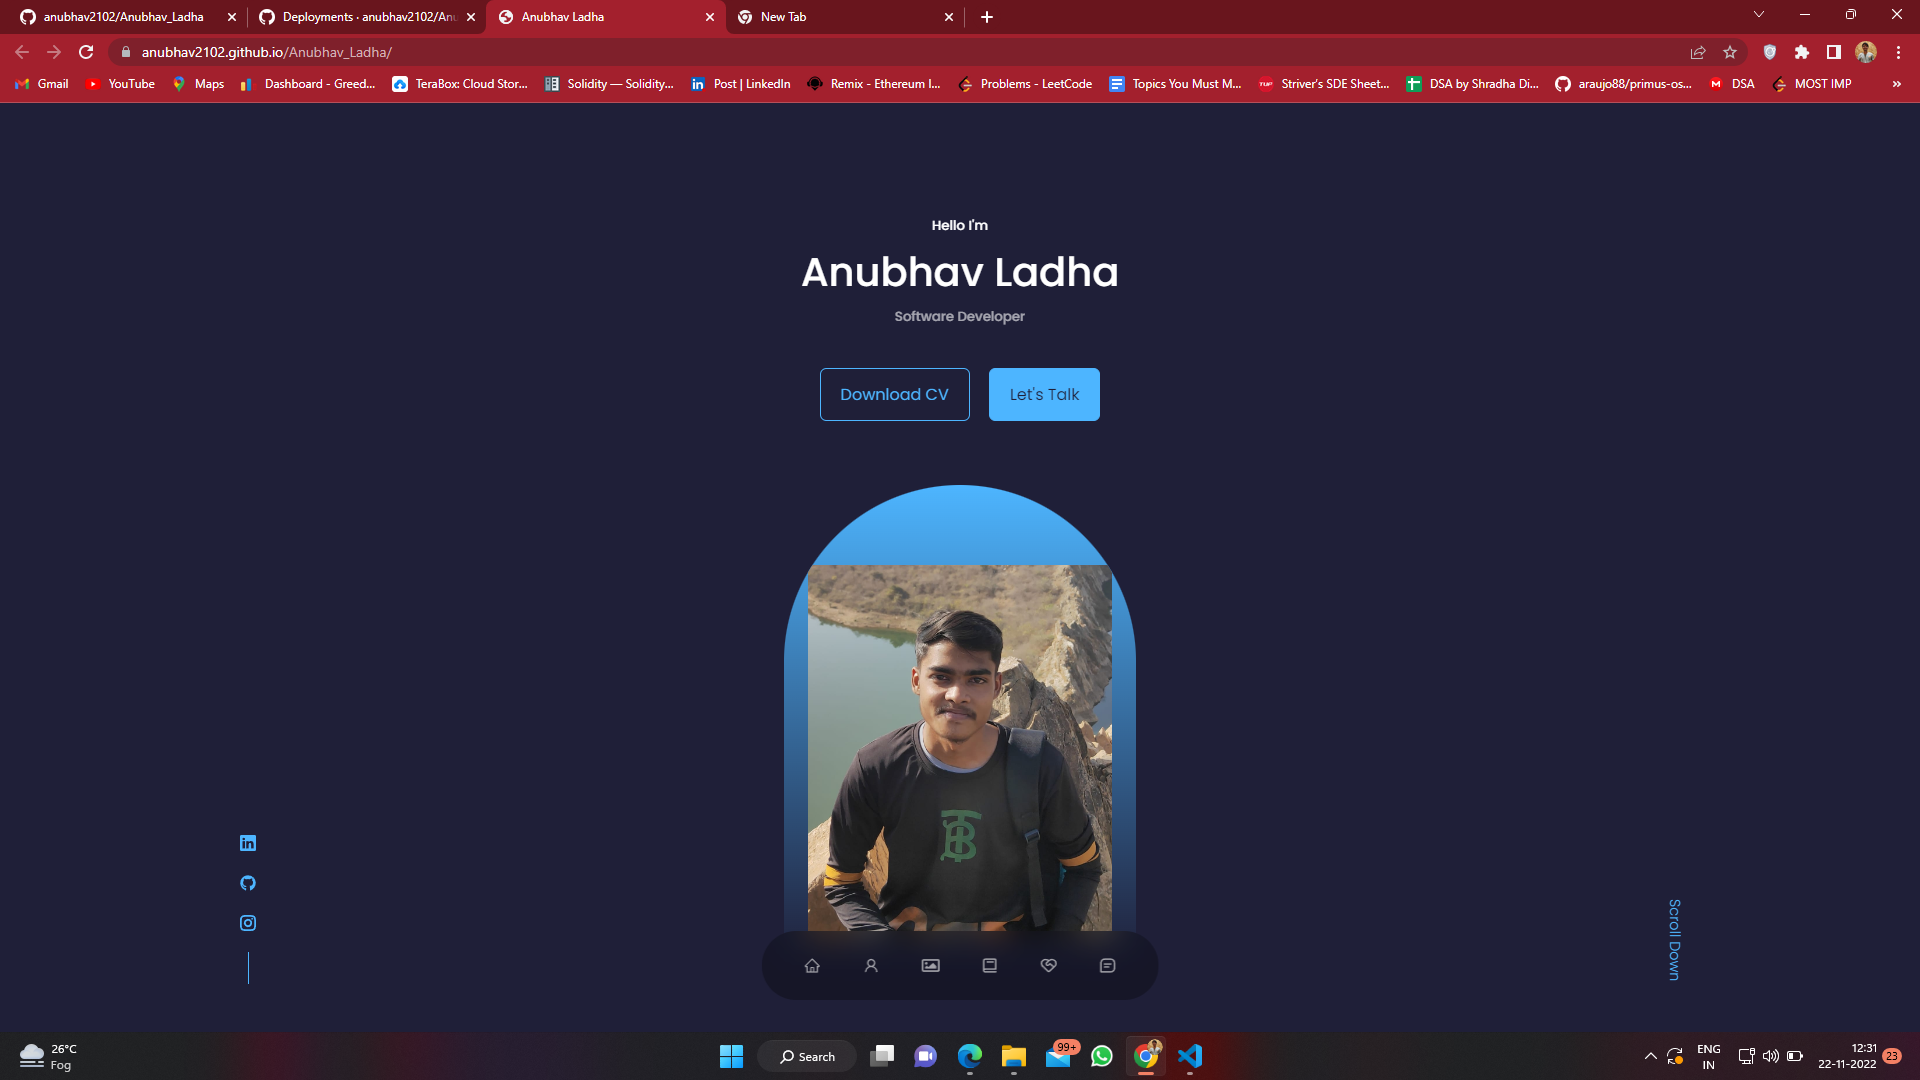 anubhav2102/Anubhav_Ladha
Deployments · anubhav2102/Anu
Anubhav Ladha
New Tab
anubhav2102.github.io/Anubhav_Ladha/
Gmail
YouTube
Maps
Dashboard - Greed...
TeraBox: Cloud Stor...
Solidity — Solidity...
Post | LinkedIn
Remix - Ethereum I...
Problems - LeetCode
Topics You Must M...
Striver's SDE Sheet...
DSA by Shradha Di...
araujo88/primus-os...
DSA
MOST IMP
»
Hello I'm
Anubhav Ladha
Software Developer
Download CV
Let's Talk
Scroll Down
26°C
Fog
Search
99+
ENG
IN
12:31
22-11-2022
23